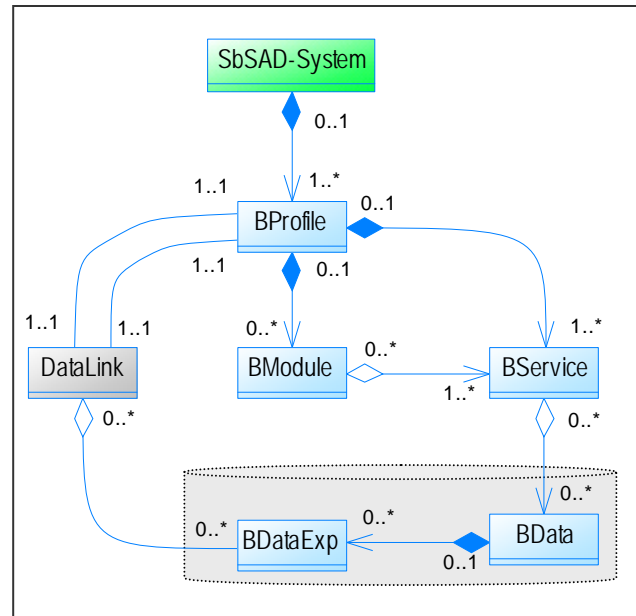 SbSAD-System
0..1
1..1
1..*
0..1
BProfile
1..1
0..1
1..1
1..1
0..*
1..*
DataLink
BModule
0..*
BService
1..*
0..*
0..*
0..*
0..*
0..*
BDataExp
BData
0..1